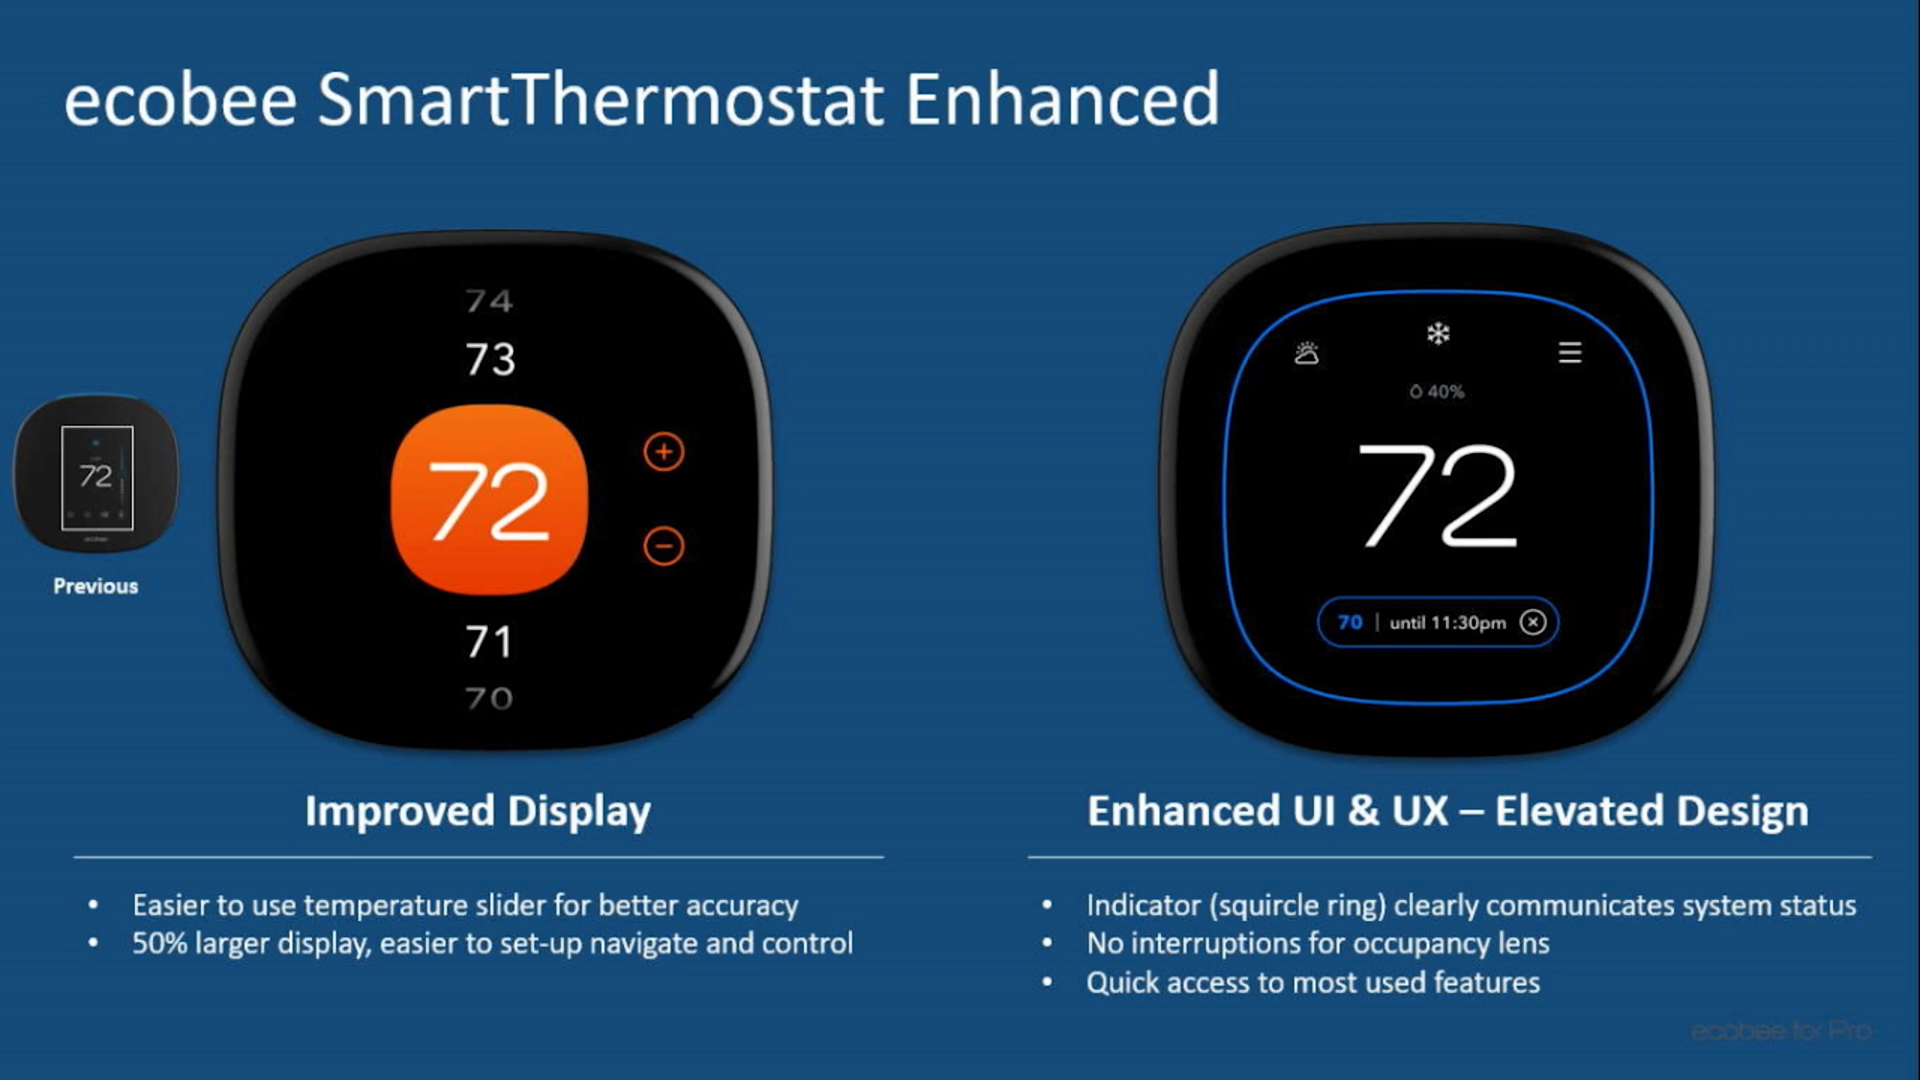 ecobee SmartThermostat Enhanced
74
73
72
71
70
72
Previous
40%
72
70 | until 11:30pm
Improved Display
• Easier to use temperature slider for better accuracy
• 50% larger display, easier to set-up navigate and control
Enhanced UI & UX – Elevated Design
• Indicator (squircle ring) clearly communicates system status
• No interruptions for occupancy lens
• Quick access to most used features
ecobee for Pro